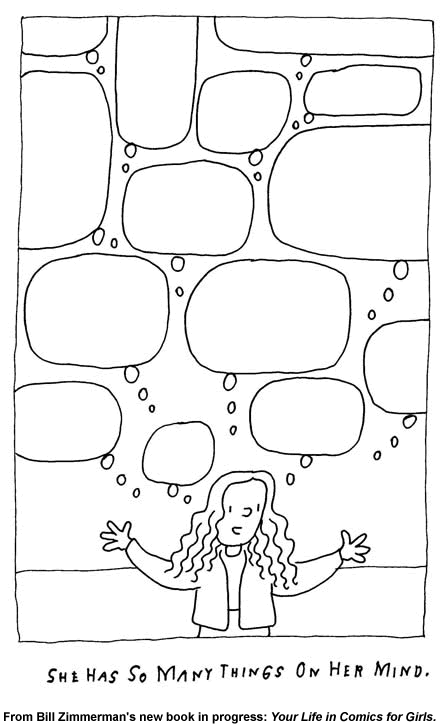 SHE HAS SO MANY THINGS ON HER MIND.
From Bill Zimmerman's new book in progress: Your Life in Comics for Girls.